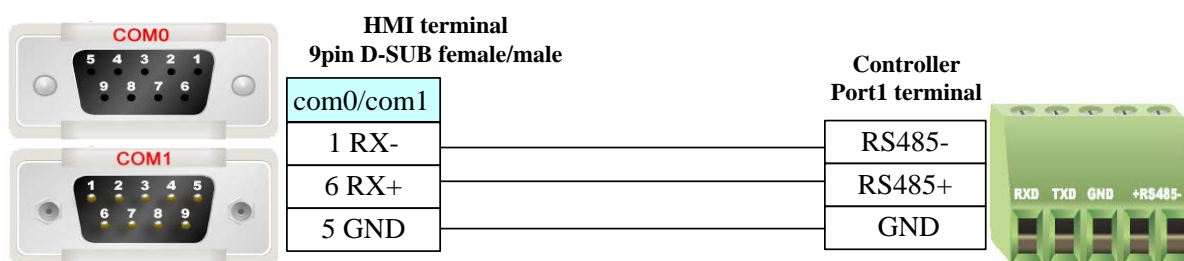 COM0
5 4 3 2 1
9 8 7 6
COM1
1 2 3 4 5
6 7 8 9
HMI terminal
9pin D-SUB female/male
com0/com1
1 RX-
6 RX+
5 GND
Controller
Port1 terminal
RS485-
RS485+
GND
RXD TXD GND +RS485-